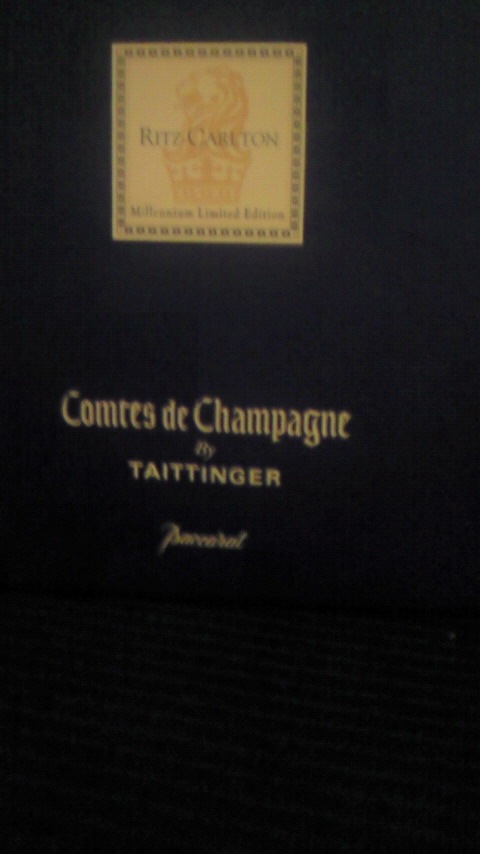 RITZ-CARLTON
Millennium Limited Edition
Comtes de Champagne
By
TAITTINGER
Baccarat